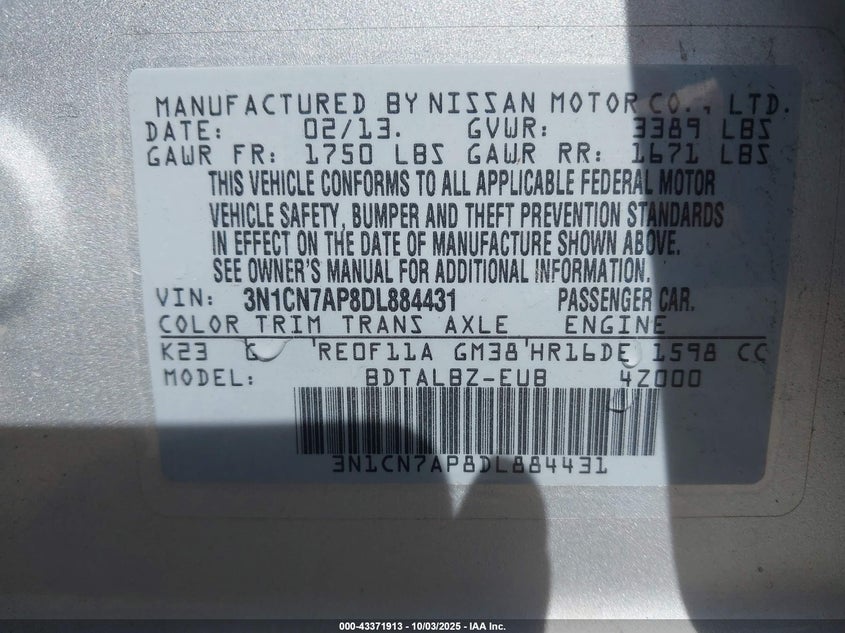 MANUFACTURED BY NISSAN MOTOR CO., LTD.
DATE: 02/13. GVWR: 3389 LBS
GAWR FR: 1750 LBS GAWR RR: 1671 LBS
THIS VEHICLE CONFORMS TO ALL APPLICABLE FEDERAL MOTOR
VEHICLE SAFETY, BUMPER AND THEFT PREVENTION STANDARDS
IN EFFECT ON THE DATE OF MANUFACTURE SHOWN ABOVE.
SEE OWNER'S MANUAL FOR ADDITIONAL INFORMATION.
VIN: 3N1CN7AP8DL884431 PASSENGER CAR.
COLOR TRIM TRANS AXLE ENGINE
K23 RE0F11A GM38 HR16DE 1598 CC
MODEL: BDTALBZ-EUB 4Z000
3N1CN7AP8DL884431
000-43371913 - 10/03/2025 - IAA Inc.